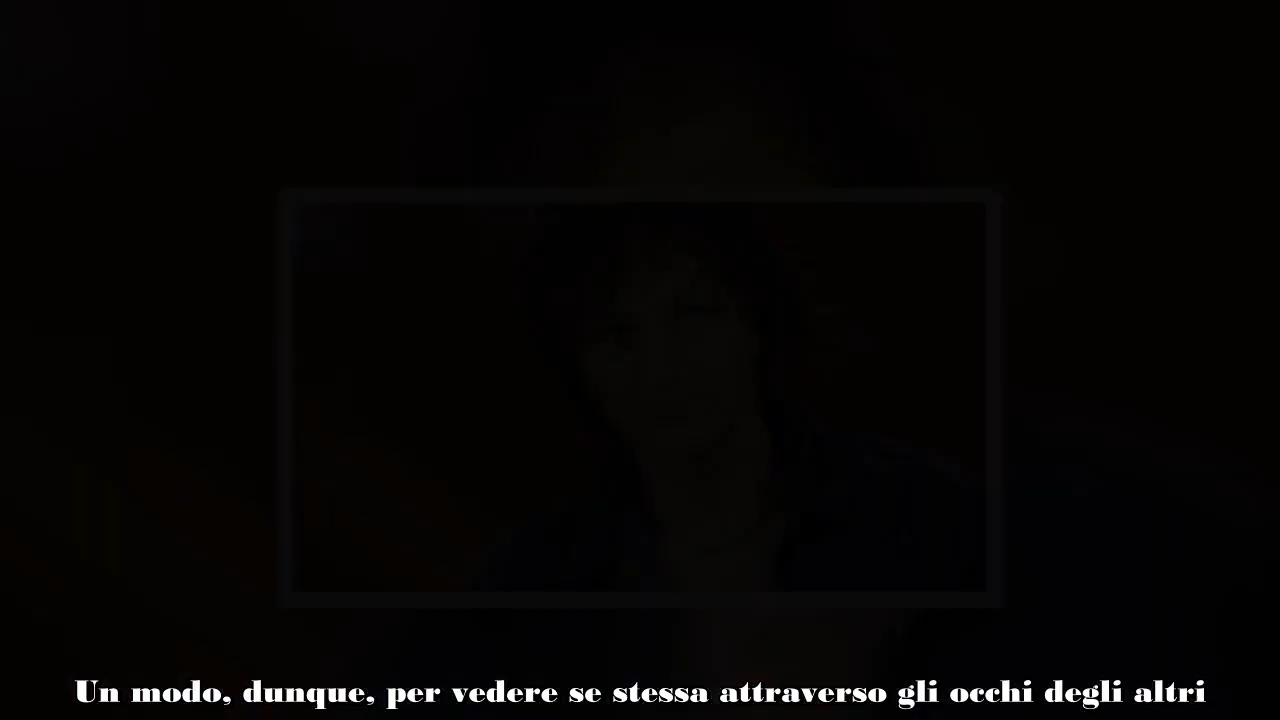 Un modo, dunque, per vedere se stessa attraverso gli occhi degli altri